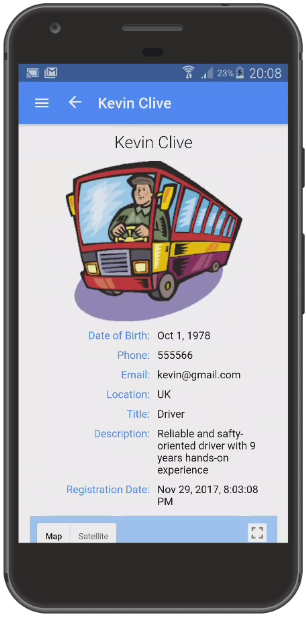 23% 20:08
Kevin Clive
Kevin Clive
Date of Birth: Oct 1, 1978
Phone: 555566
Email: kevin@gmail.com
Location: UK
Title: Driver
Description: Reliable and safty-
oriented driver with 9
years hands-on
experience
Registration Date: Nov 29, 2017, 8:03:08
PM
Map Satellite